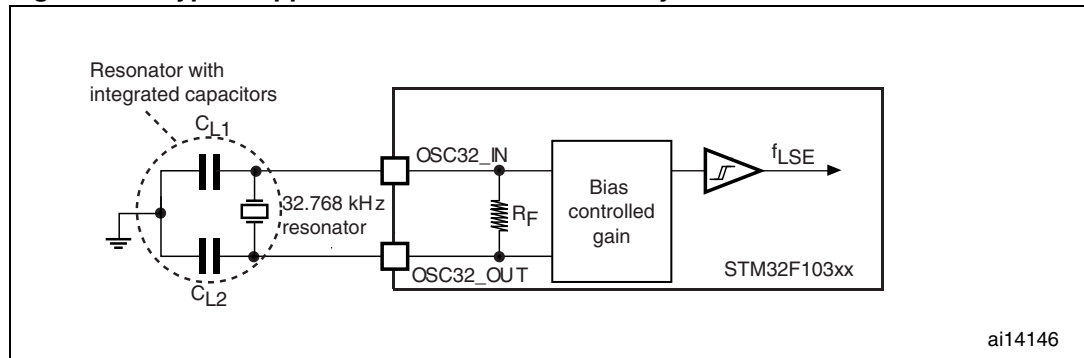 Resonator with
integrated capacitors
CL1
OSC32_IN
fLSE
32.768 kHz
resonator
RF
Bias
controlled
gain
OSC32_OUT
STM32F103xx
CL2
ai14146